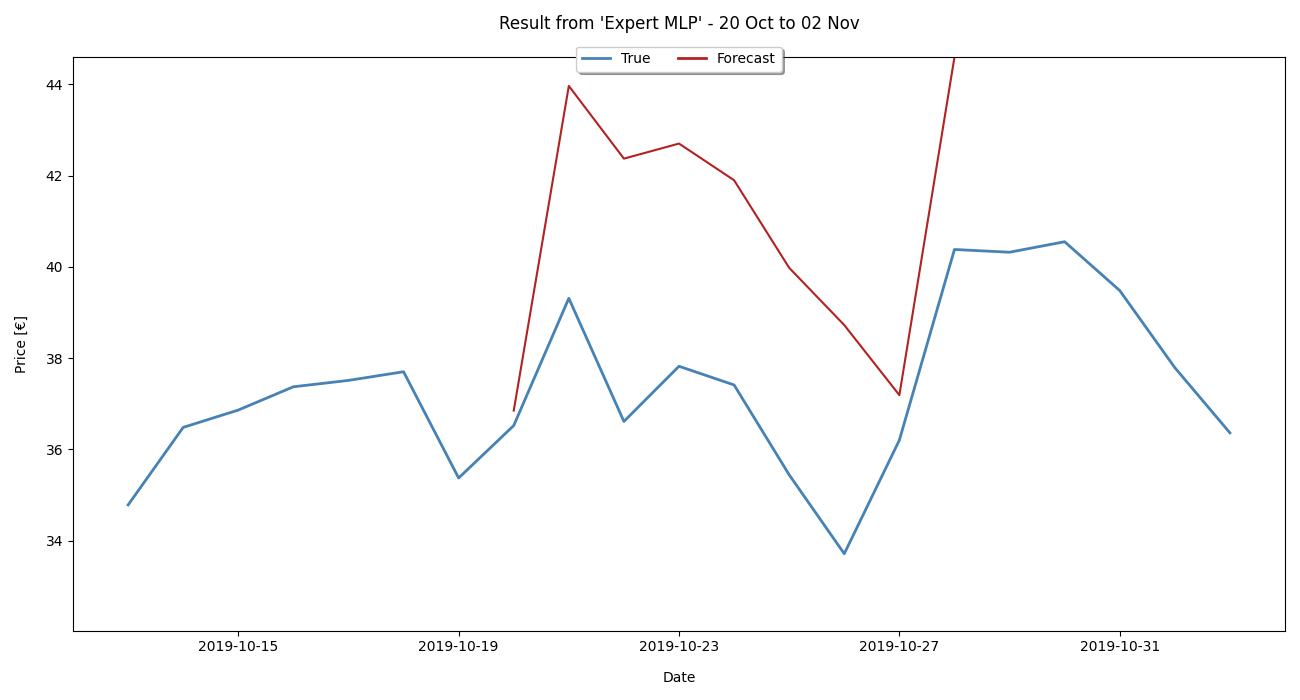 Result from 'Expert MLP' - 20 Oct to 02 Nov
True Forecast
44
42
40
38
36
34
Price [€]
2019-10-15 2019-10-19 2019-10-23 2019-10-27 2019-10-31
Date